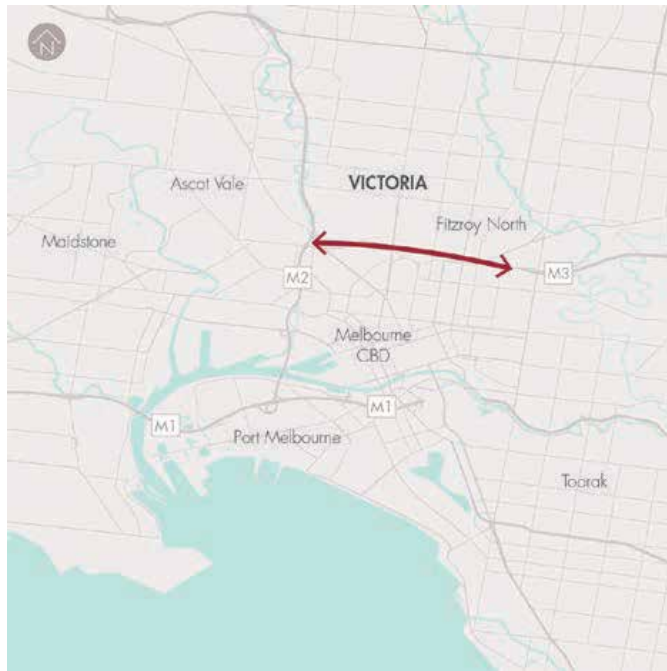 N
Ascot Vale
VICTORIA
Fitzroy North
Maidstone
M2
M3
Melbourne
CBD
M1
M1
Port Melbourne
Toorak